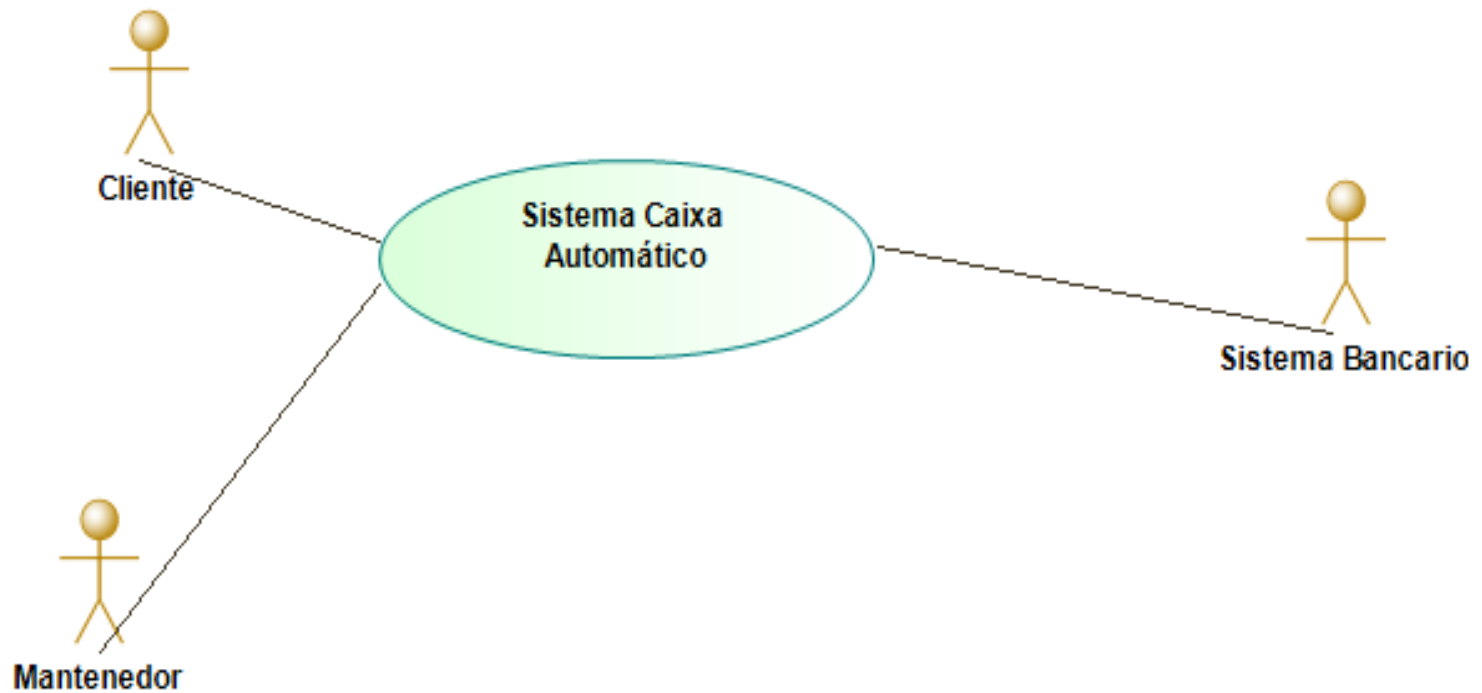 Cliente
Sistema Caixa
Automático
Sistema Bancario
Mantenedor